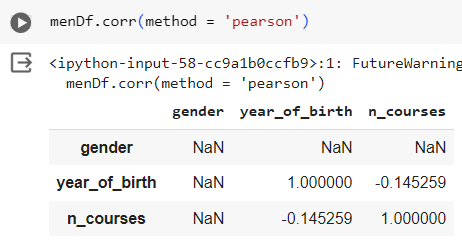 menDf.corr(method = 'pearson')
<ipython-input-58-cc9a1b0ccfb9>:1: FutureWarning
menDf.corr(method = 'pearson')
gender year_of_birth n_courses
gender NaN NaN NaN
year_of_birth NaN 1.000000 -0.145259
n_courses NaN -0.145259 1.000000